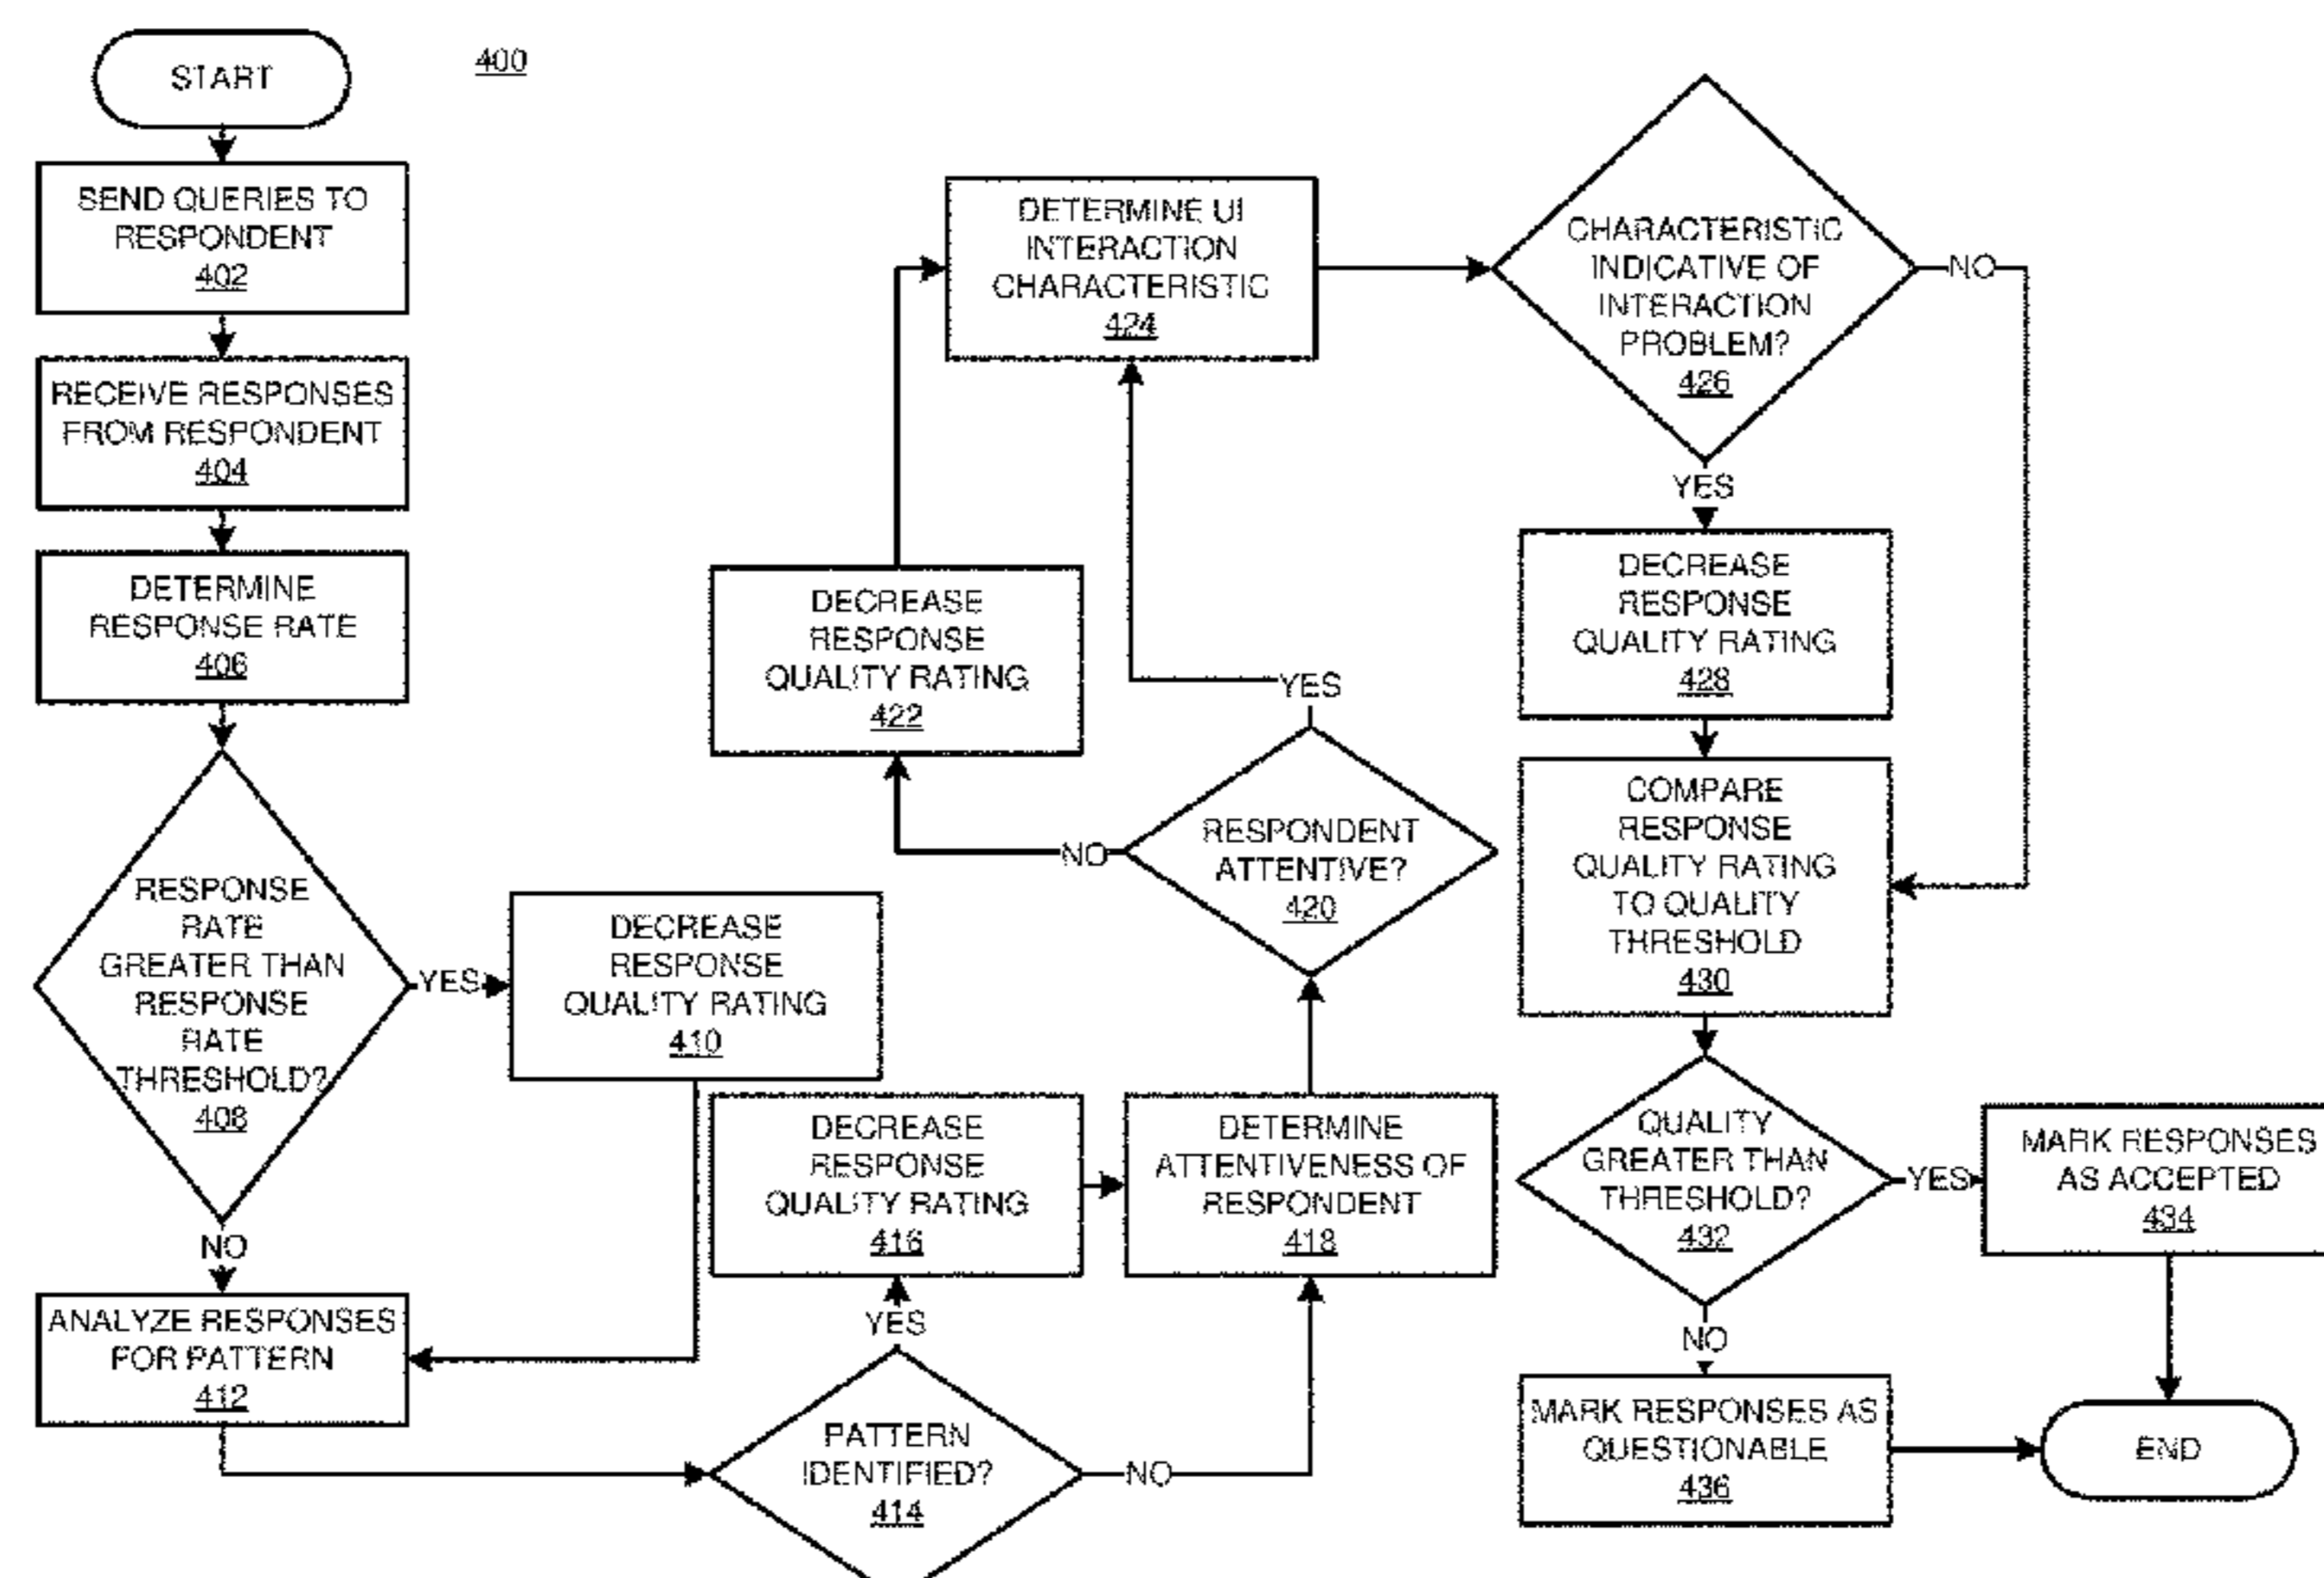 START
400
SEND QUERIES TO
RESPONDENT
402
RECEIVE RESPONSES
FROM RESPONDENT
404
DETERMINE
RESPONSE RATE
406
RESPONSE
RATE
GREATER THAN
RESPONSE
RATE
THRESHOLD?
408
YES
NO
DECREASE
RESPONSE
QUALITY RATING
410
ANALYZE RESPONSES
FOR PATTERN
412
PATTERN
IDENTIFIED?
414
YES
NO
DECREASE
RESPONSE
QUALITY RATING
416
DETERMINE
ATTENTIVENESS OF
RESPONDENT
418
RESPONDENT
ATTENTIVE?
420
NO
YES
DECREASE
RESPONSE
QUALITY RATING
422
DETERMINE UI
INTERACTION
CHARACTERISTIC
424
CHARACTERISTIC
INDICATIVE OF
INTERACTION
PROBLEM?
426
NO
YES
DECREASE
RESPONSE
QUALITY RATING
428
COMPARE
RESPONSE
QUALITY RATING
TO QUALITY
THRESHOLD
430
QUALITY
GREATER THAN
THRESHOLD?
432
YES
NO
MARK RESPONSES
AS ACCEPTED
434
MARK RESPONSES AS
QUESTIONABLE
436
END